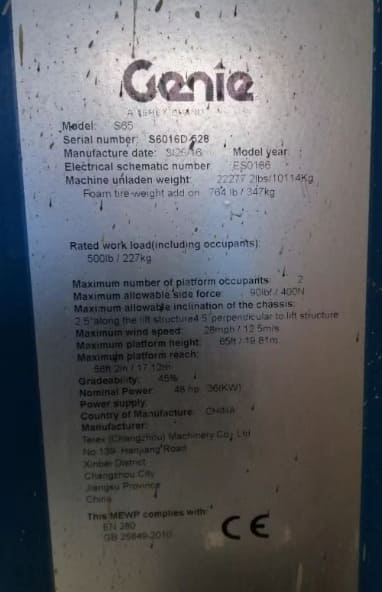 Genie
A TEREX BRAND
Model: S65
Serial number: S6016D-628
Manufacture date: 3/26/16 Model year:
Electrical schematic number: ES0166
Machine unladen weight: 22277.2lbs/10114Kg
Foam tire-weight add on 764 lb / 347kg
Rated work load(including occupants):
500lb / 227kg
Maximum number of platform occupants: 2
Maximum allowable side force: 90lbf / 400N
Maximum allowable inclination of the chassis:
2.5°along the lift structure4.5°perpendicular to lift structure
Maximum wind speed: 28mph / 12.5m/s
Maximum platform height: 65ft / 19.81m
Maximum platform reach:
56ft 2in / 17.12m
Gradeability: 45%
Nominal Power: 48 hp 36(KW)
Power supply:
Country of Manufacture: CHINA
Manufacturer:
Terex (Changzhou) Machinery Co., Ltd
No 139 Hanjiang Road
Xinbei District
Changzhou City
Jiangsu Province
China
This MEWP complies with:
EN 280
GB 25849-2010
CE